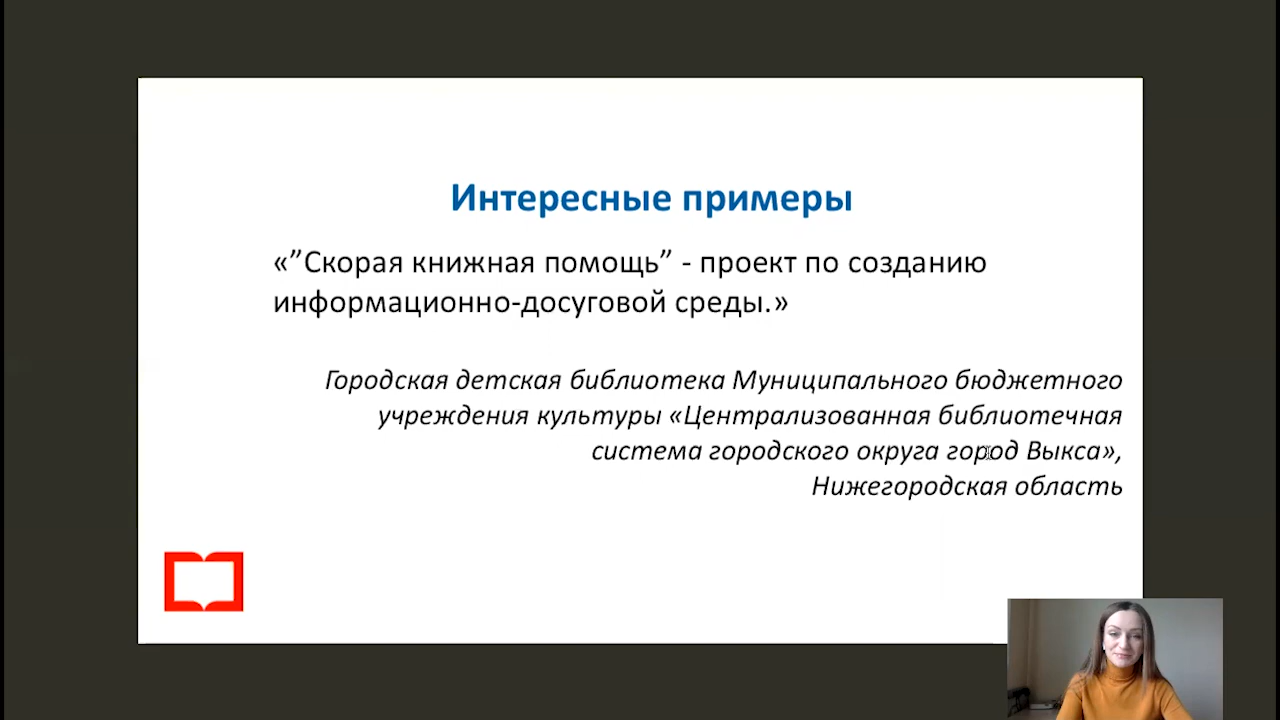 Интересные примеры
«”Скорая книжная помощь” - проект по созданию
информационно-досуговой среды.»
Городская детская библиотека Муниципального бюджетного
учреждения культуры «Централизованная библиотечная
система городского округа город Выкса»,
Нижегородская область